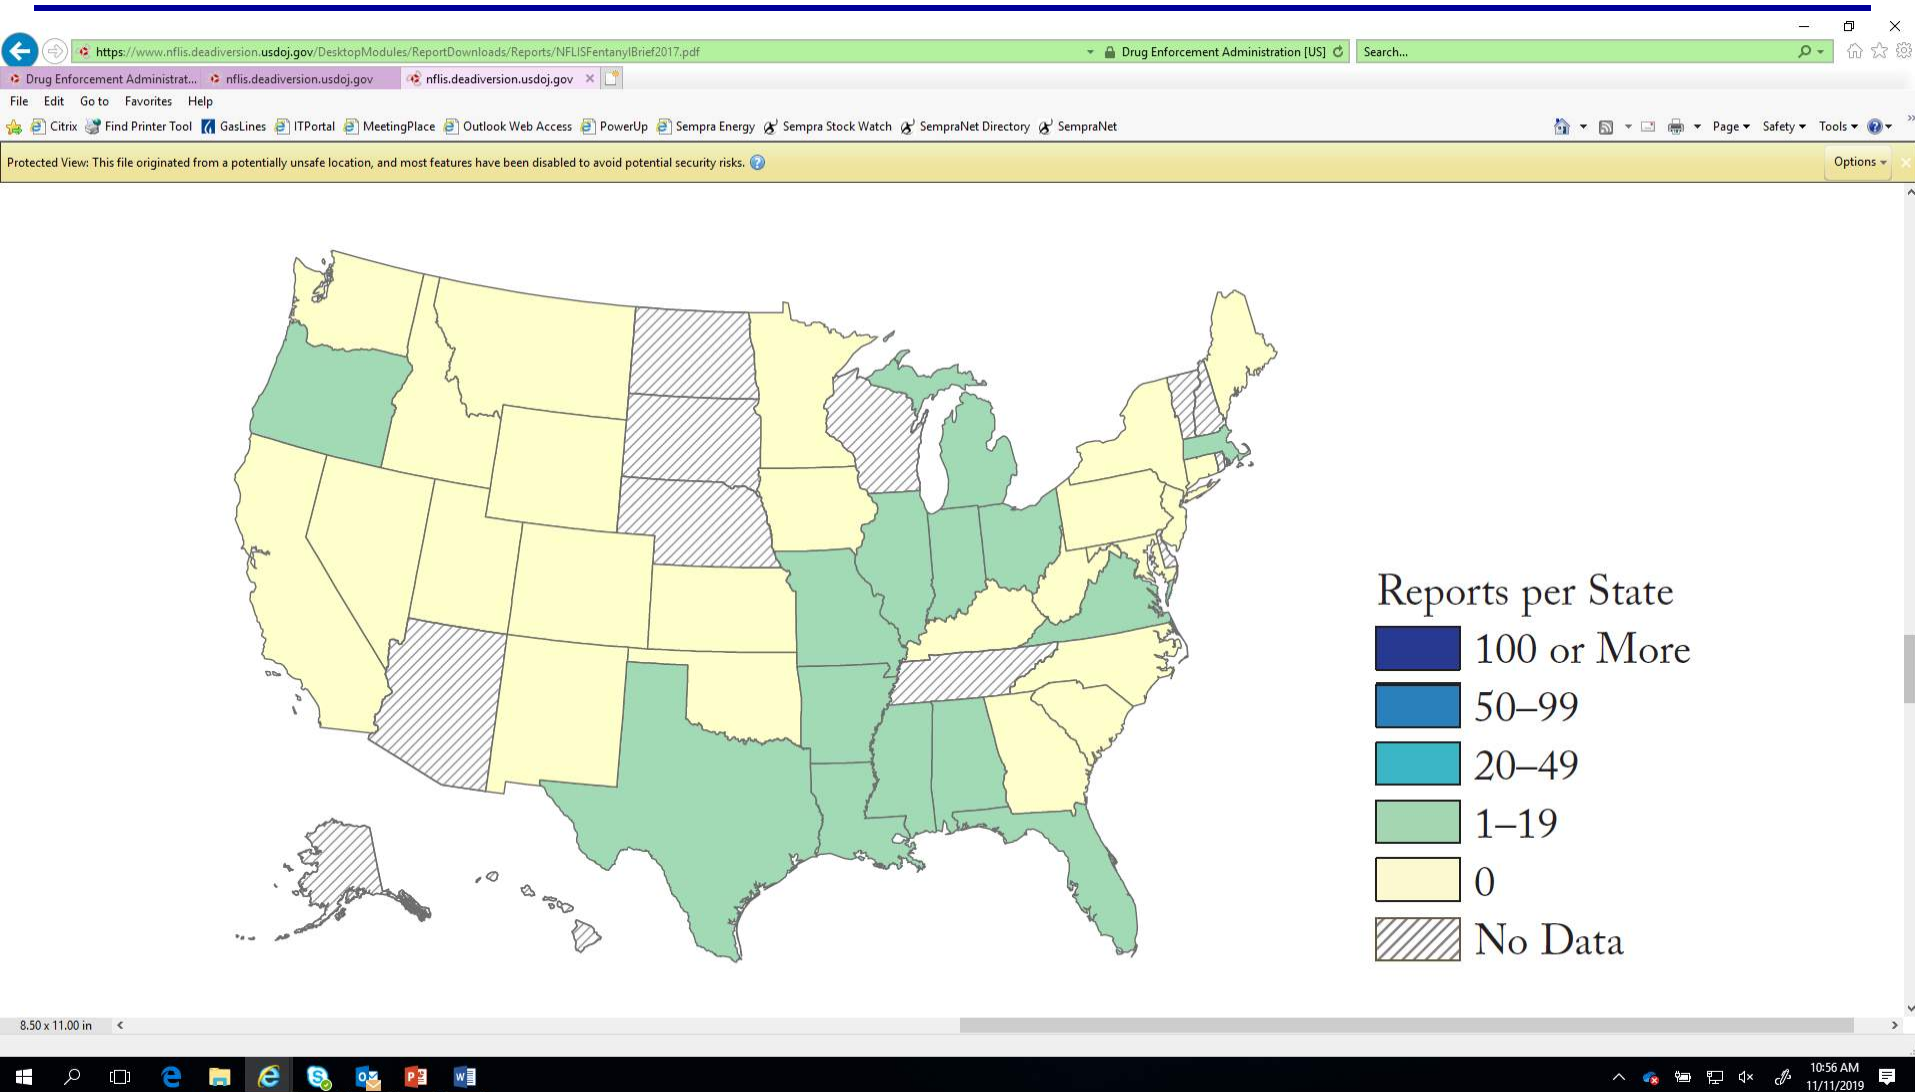 https://www.nflis.deadiversion.usdoj.gov/DesktopModules/ReportDownloads/Reports/NFLISFentanylBrief2017.pdf
Drug Enforcement Administration [US]
Search...
Drug Enforcement Administrat...
nflis.deadiversion.usdoj.gov
nflis.deadiversion.usdoj.gov
File Edit Go to Favorites Help
Citrix Find Printer Tool GasLines ITPortal MeetingPlace Outlook Web Access PowerUp Sempra Energy Sempra Stock Watch SempraNet Directory SempraNet
Page Safety Tools
Protected View: This file originated from a potentially unsafe location, and most features have been disabled to avoid potential security risks.
Options
Reports per State
100 or More
50–99
20–49
1–19
0
No Data
8.50 x 11.00 in
10:56 AM
11/11/2019